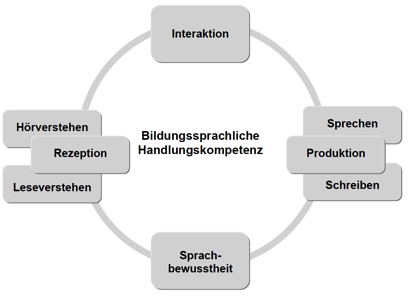 Interaktion
Hörverstehen
Rezeption
Leseverstehen
Bildungssprachliche
Handlungskompetenz
Sprechen
Produktion
Schreiben
Sprach-
bewusstheit